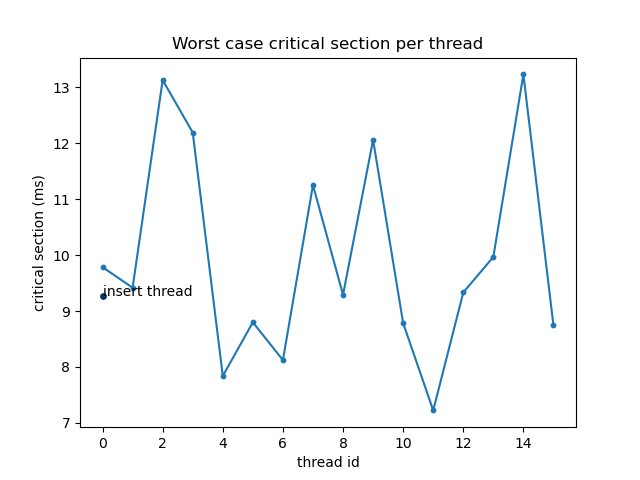 Worst case critical section per thread
critical section (ms)
13
12
11
10
9
8
7
insert thread
0 2 4 6 8 10 12 14
thread id